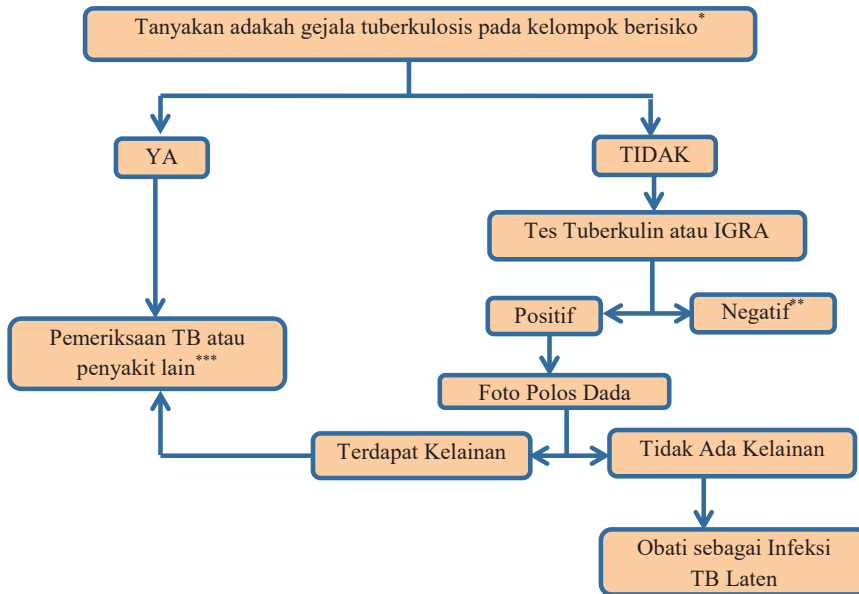 Tanyakan adakah gejala tuberkulosis pada kelompok berisiko*
YA
TIDAK
Tes Tuberkulin atau IGRA
Positif
Negatif**
Pemeriksaan TB atau
penyakit lain***
Foto Polos Dada
Terdapat Kelainan
Tidak Ada Kelainan
Obati sebagai Infeksi
TB Laten